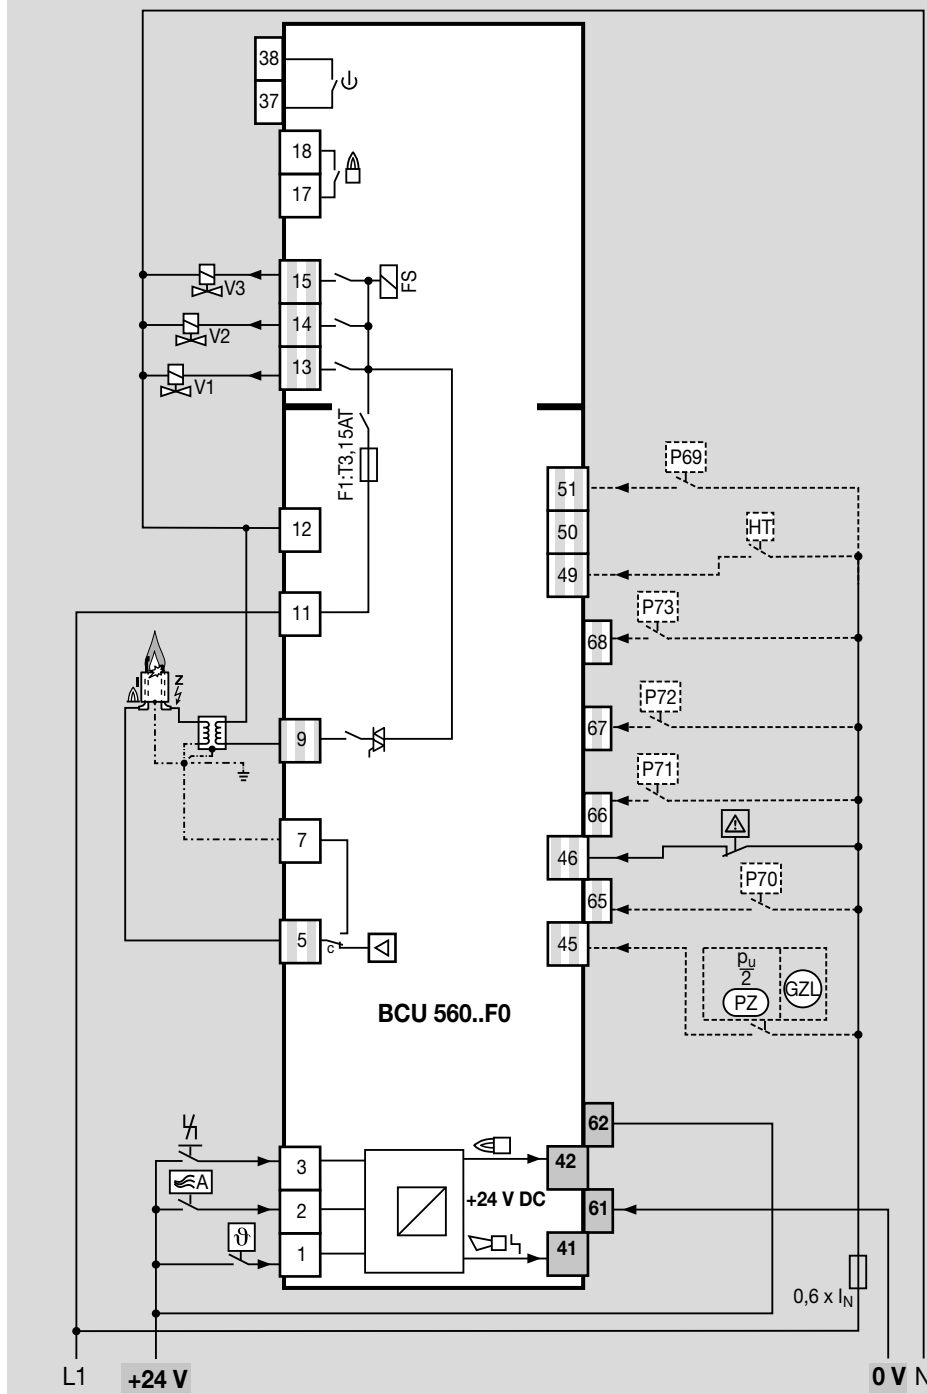 38
37
18
17
15
FS
V3
14
V2
13
V1
F1:T3,15AT
P69
51
HT
12
50
49
P73
11
68
I
Z
P72
9
67
P71
66
7
46
P70
65
5
c
45
pu
2
PZ
GZL
BCU 560..F0
62
3
42
A
+24 V DC
2
61
ϑ
1
41
0,6 x IN
L1
+24 V
0 V
N